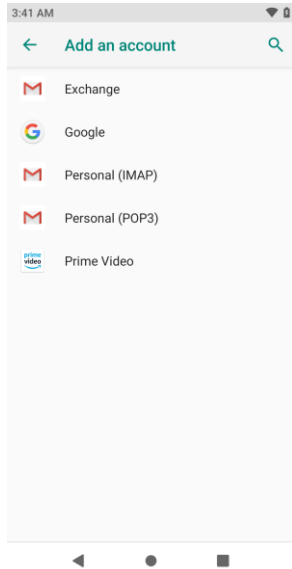 3:41 AM
Add an account
Exchange
Google
Personal (IMAP)
Personal (POP3)
prime
video
Prime Video